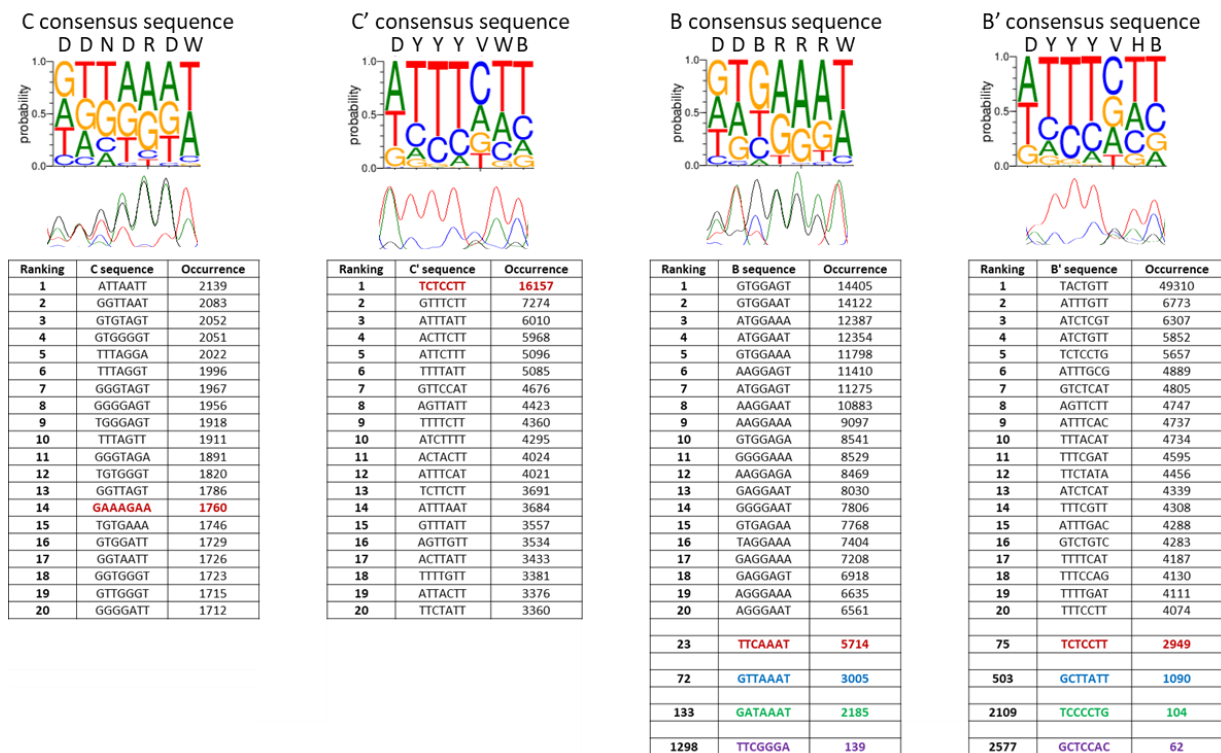 C consensus sequence
D D N D R D W
probability
1.0
0.5
0.0
Ranking C sequence Occurrence
1 ATTAATT 2139
2 GGTTAAT 2083
3 GTGTAGT 2052
4 GTGGGGT 2051
5 TTTAGGA 2022
6 TTTAGGT 1996
7 GGGTAGT 1967
8 GGGGAGT 1956
9 TGGGAGT 1918
10 TTTAGTT 1911
11 GGGTAGA 1891
12 TGTGGGT 1820
13 GGTTAGT 1786
14 GAAAGAA 1760
15 TGTGAAA 1746
16 GTGGATT 1729
17 GGTAATT 1726
18 GGTGGGT 1723
19 GTTGGGT 1715
20 GGGGATT 1712
C’ consensus sequence
D Y Y Y V W B
probability
1.0
0.5
0.0
Ranking C' sequence Occurrence
1 TCTCCTT 16157
2 GTTTCTT 7274
3 ATTTATT 6010
4 ACTTCTT 5968
5 ATTCTTT 5096
6 TTTTATT 5085
7 GTTCCAT 4676
8 AGTTATT 4423
9 TTTTCTT 4360
10 ATCTTTT 4295
11 ACTACTT 4024
12 ATTTCAT 4021
13 TCTTCTT 3691
14 ATTTAAT 3684
15 GTTTATT 3557
16 AGTTGTT 3534
17 ACTTATT 3433
18 TTTTGTT 3381
19 ATTACTT 3376
20 TTCTATT 3360
B consensus sequence
D D B R R R W
probability
1.0
0.5
0.0
Ranking B sequence Occurrence
1 GTGGAGT 14405
2 GTGGAAT 14122
3 ATGGAAA 12387
4 ATGGAAT 12354
5 GTGGAAA 11798
6 AAGGAGT 11410
7 ATGGAGT 11275
8 AAGGAAT 10883
9 AAGGAAA 9097
10 GTGGAGA 8541
11 GGGGAAA 8529
12 AAGGAGA 8469
13 GAGGAAT 8030
14 GGGGAAT 7806
15 GTGAGAA 7768
16 TAGGAAA 7404
17 GAGGAAA 7208
18 GAGGAGT 6918
19 AGGGAAA 6635
20 AGGGAAT 6561
23 TTCAAAT 5714
72 GTTAAAT 3005
133 GATAAAT 2185
1298 TTCGGGA 139
B’ consensus sequence
D Y Y Y V H B
probability
1.0
0.5
0.0
Ranking B' sequence Occurrence
1 TACTGTT 49310
2 ATTTGTT 6773
3 ATCTCGT 6307
4 ATCTGTT 5852
5 TCTCCTG 5657
6 ATTTGCG 4889
7 GTCTCAT 4805
8 AGTTCTT 4747
9 ATTTCAC 4737
10 TTTACAT 4734
11 TTTCGAT 4595
12 TTCTATA 4456
13 ATCTCAT 4339
14 TTTCGTT 4308
15 ATTTGAC 4288
16 GTCTGTC 4283
17 TTTTCAT 4187
18 TTTCCAG 4130
19 TTTTGAT 4111
20 TTTCCTT 4074
75 TCTCCTT 2949
503 GCTTATT 1090
2109 TCCCCTG 104
2577 GCTCCAC 62